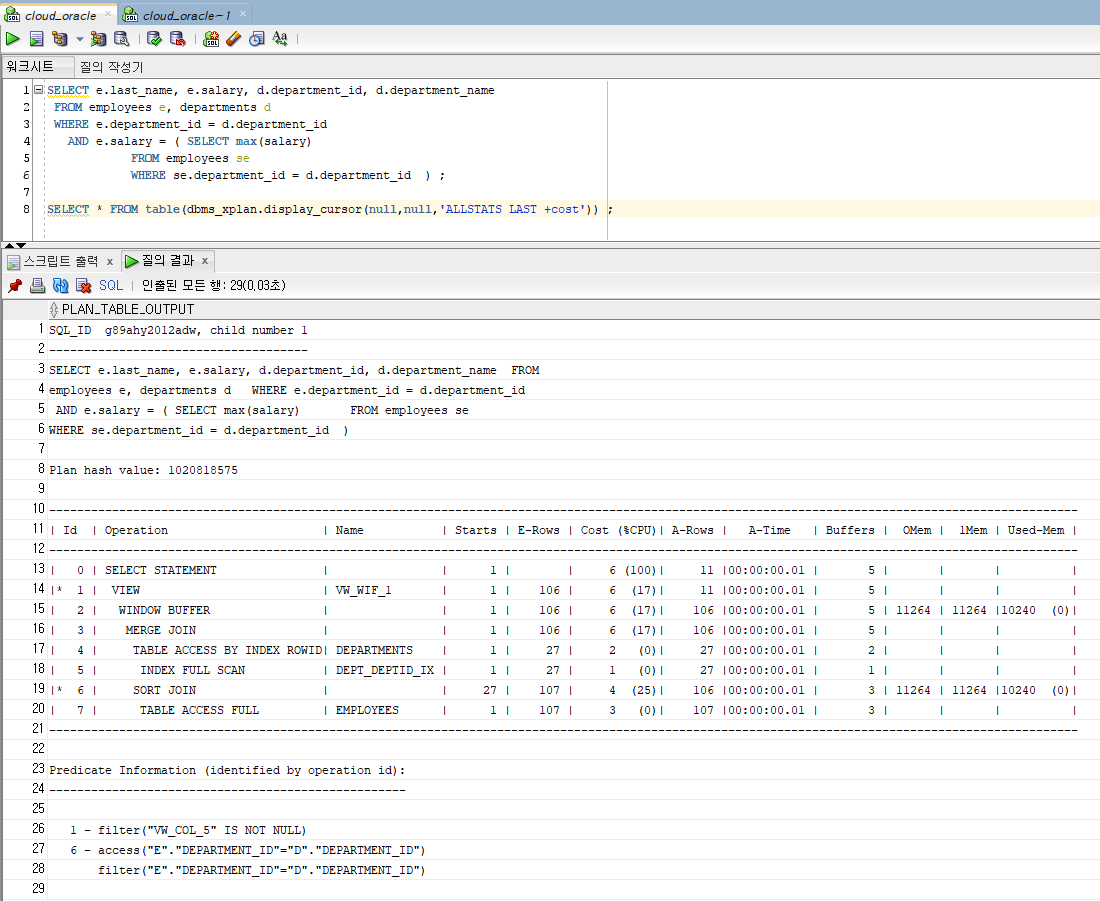 cloud_oracle × cloud_oracle~1 ×
워크시트 질의 작성기
1 SELECT e.last_name, e.salary, d.department_id, d.department_name
2 FROM employees e, departments d
3 WHERE e.department_id = d.department_id
4 AND e.salary = ( SELECT max(salary)
5 FROM employees se
6 WHERE se.department_id = d.department_id ) ;
7
8 SELECT * FROM table(dbms_xplan.display_cursor(null,null,'ALLSTATS LAST +cost')) ;
스크립트 출력 x 질의 결과 x
SQL | 인출된 모든 행: 29(0,03초)
PLAN_TABLE_OUTPUT
1 SQL_ID g89ahy2012adw, child number 1
2 -------------------------------------
3 SELECT e.last_name, e.salary, d.department_id, d.department_name FROM
4 employees e, departments d WHERE e.department_id = d.department_id
5 AND e.salary = ( SELECT max(salary) FROM employees se
6 WHERE se.department_id = d.department_id )
7
8 Plan hash value: 1020818575
9
10 --------------------------------------------------------------------------------------------------------------------------------------------------
11 | Id | Operation | Name | Starts | E-Rows | Cost (%CPU)| A-Rows | A-Time | Buffers | OMem | 1Mem | Used-Mem |
12 --------------------------------------------------------------------------------------------------------------------------------------------------
13 | 0 | SELECT STATEMENT | | 1 | | 6 (100)| 11 |00:00:00.01 | 5 | | | |
14 |* 1 | VIEW | VW_WIF_1 | 1 | 106 | 6 (17)| 11 |00:00:00.01 | 5 | | | |
15 | 2 | WINDOW BUFFER | | 1 | 106 | 6 (17)| 106 |00:00:00.01 | 5 | 11264 | 11264 |10240 (0)|
16 | 3 | MERGE JOIN | | 1 | 106 | 6 (17)| 106 |00:00:00.01 | 5 | | | |
17 | 4 | TABLE ACCESS BY INDEX ROWID| DEPARTMENTS | 1 | 27 | 2 (0)| 27 |00:00:00.01 | 2 | | | |
18 | 5 | INDEX FULL SCAN | DEPT_DEPTID_IX | 1 | 27 | 1 (0)| 27 |00:00:00.01 | 1 | | | |
19 |* 6 | SORT JOIN | | 27 | 107 | 4 (25)| 106 |00:00:00.01 | 3 | 11264 | 11264 |10240 (0)|
20 | 7 | TABLE ACCESS FULL | EMPLOYEES | 1 | 107 | 3 (0)| 107 |00:00:00.01 | 3 | | | |
21 --------------------------------------------------------------------------------------------------------------------------------------------------
22
23 Predicate Information (identified by operation id):
24 ---------------------------------------------------
25
26 1 - filter("VW_COL_5" IS NOT NULL)
27 6 - access("E"."DEPARTMENT_ID"="D"."DEPARTMENT_ID")
28 filter("E"."DEPARTMENT_ID"="D"."DEPARTMENT_ID")
29